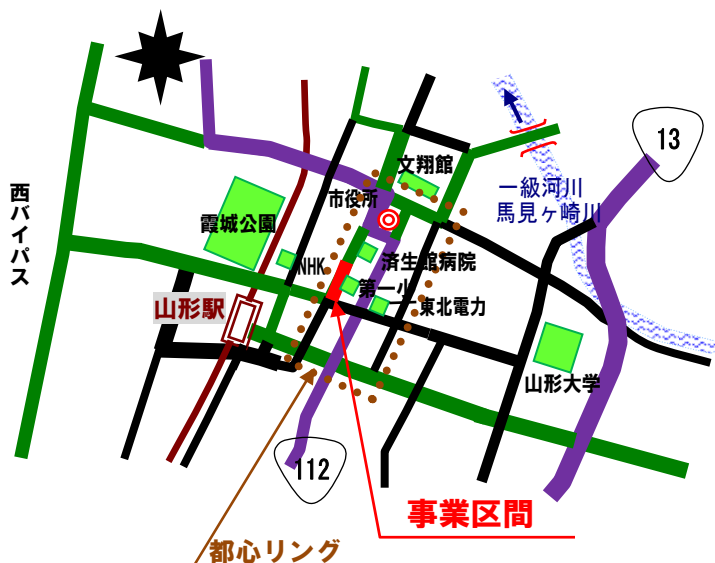 13
文翔館
一級河川
馬見ヶ崎川
西バイパス
市役所
霞城公園
済生館病院
NHK
第一小
東北電力
山形駅
山形大学
112
事業区間
都心リング